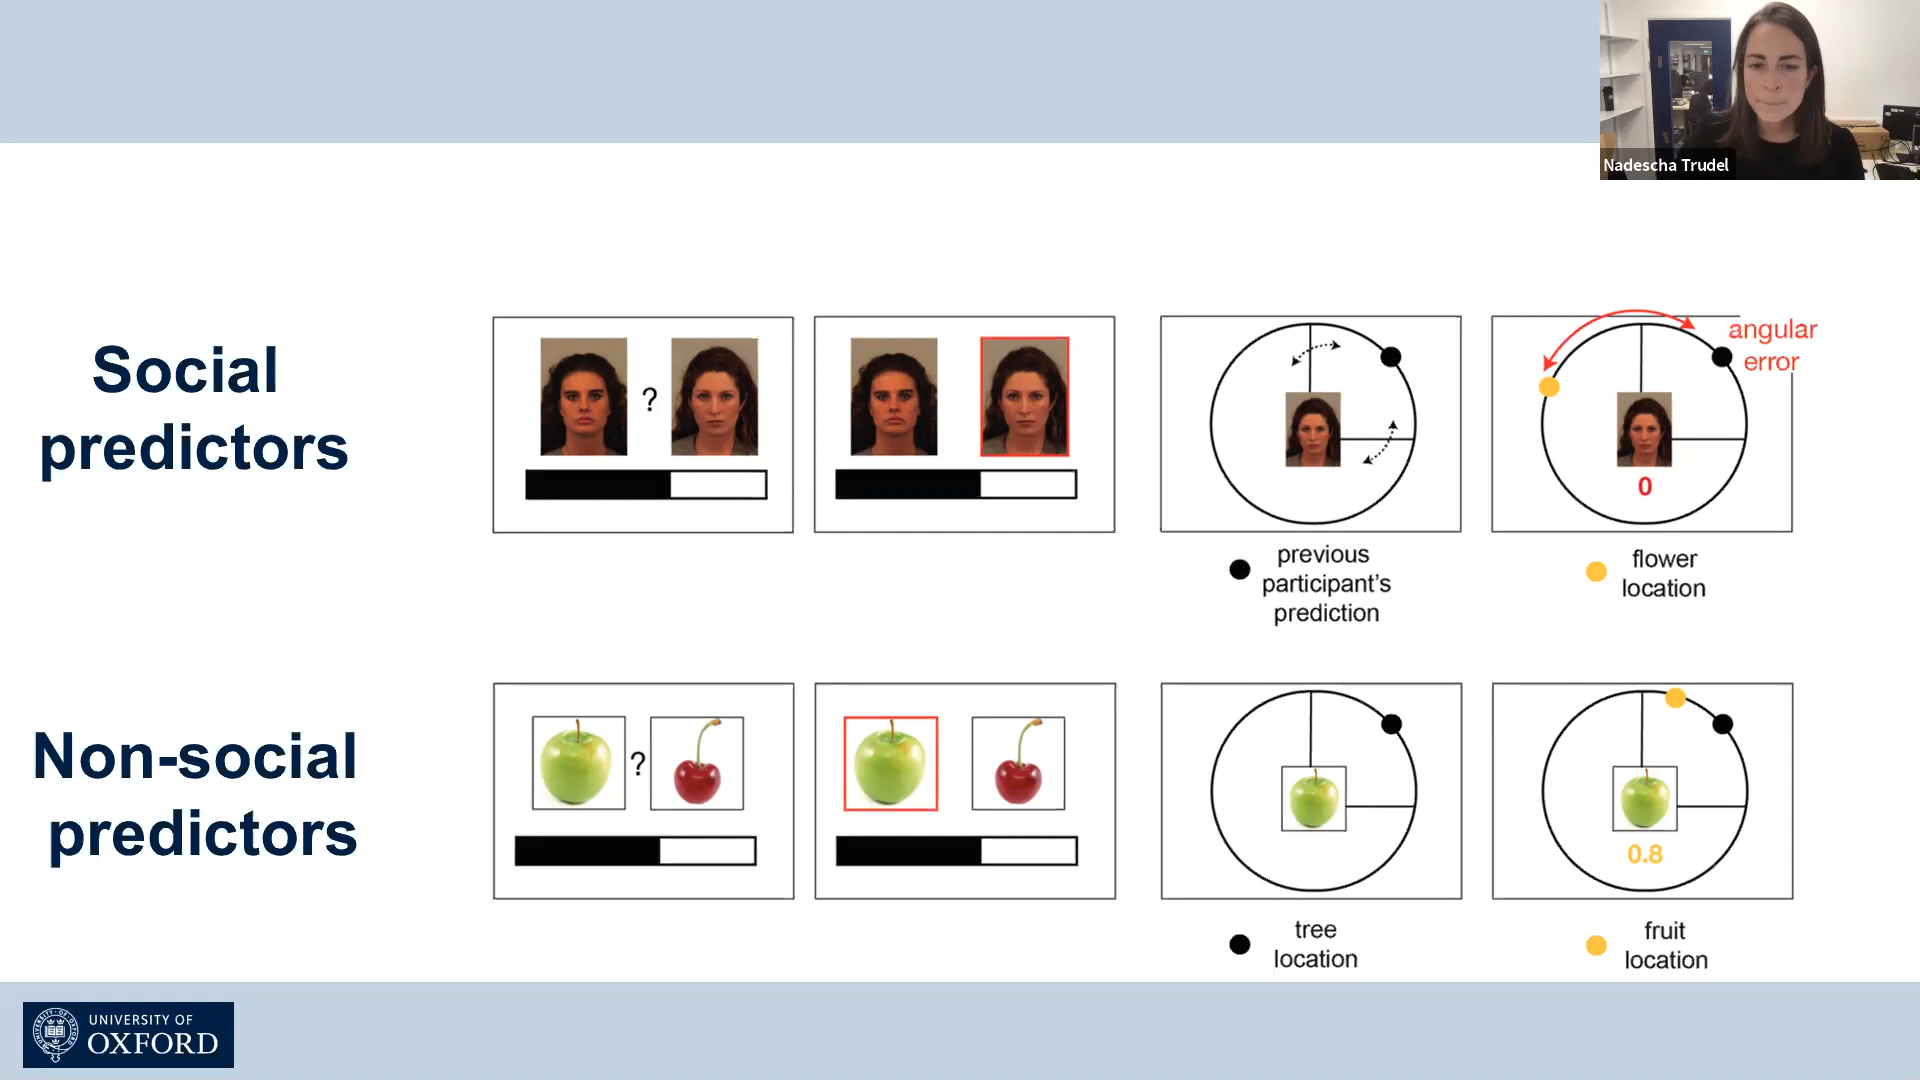 Nadescha Trudel
Social
predictors
?
angular
error
0
previous
participant's
prediction
flower
location
Non-social
predictors
?
0.8
tree
location
fruit
location
UNIVERSITY OF
OXFORD